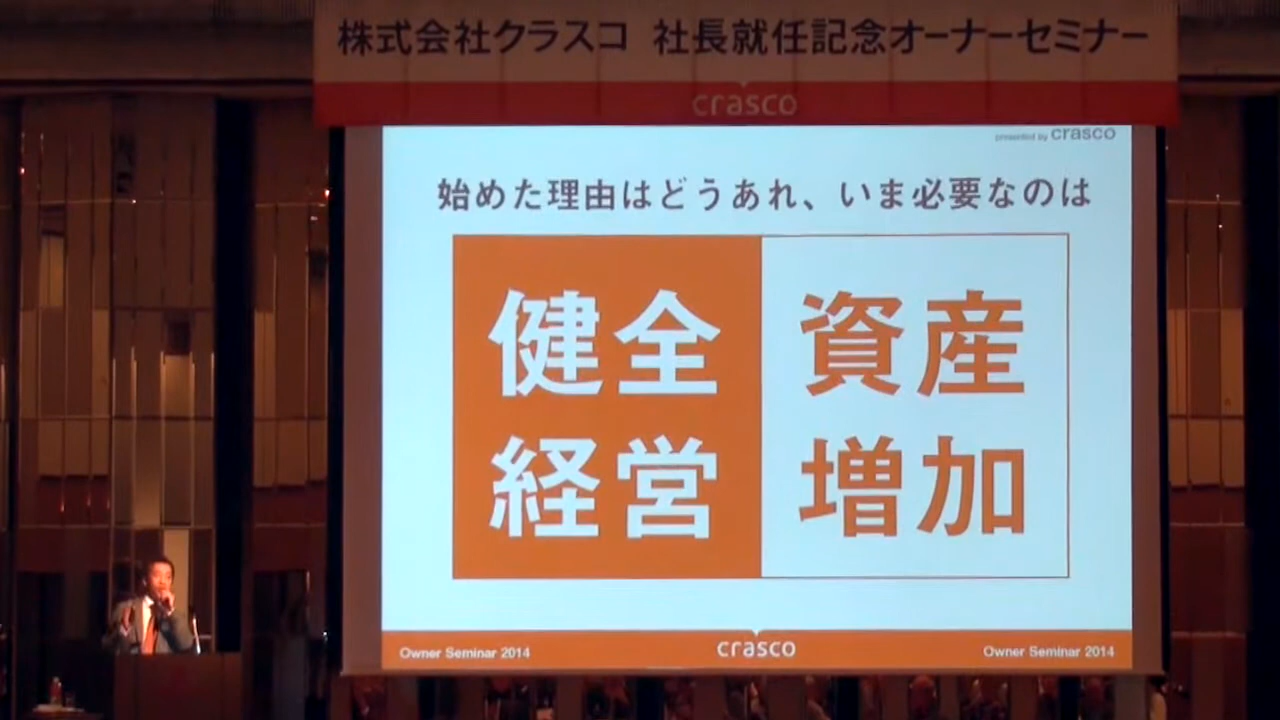 株式会社クラスコ 社長就任記念オーナーセミナー
crasco
presented by crasco
始めた理由はどうあれ、いま必要なのは
健全 資産
経営 増加
Owner Seminar 2014 crasco Owner Seminar 2014